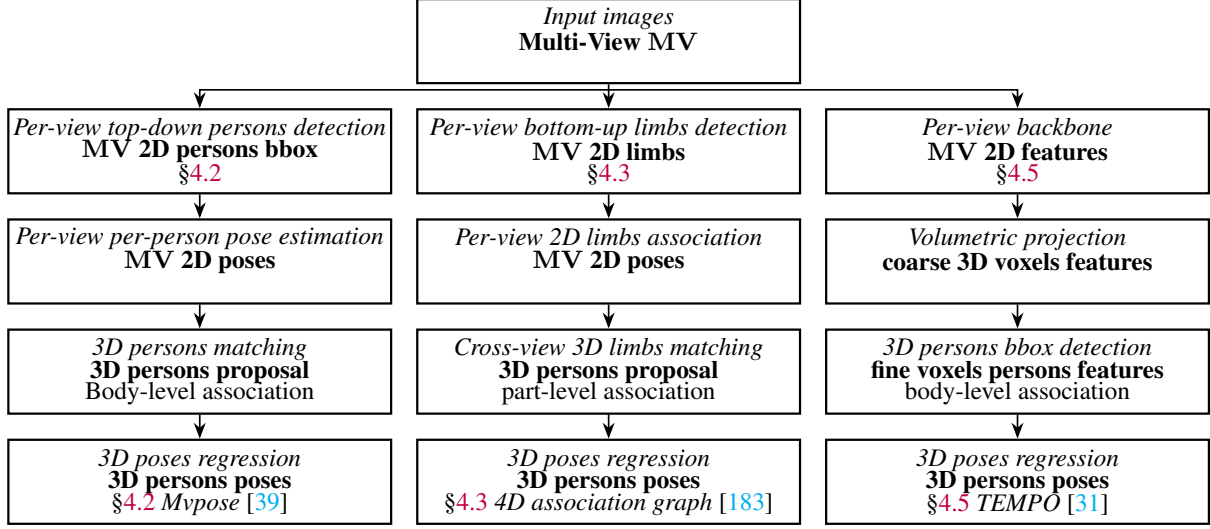 Input images
Multi-View MV
Per-view top-down persons detection
MV 2D persons bbox
§4.2
Per-view bottom-up limbs detection
MV 2D limbs
§4.3
Per-view backbone
MV 2D features
§4.5
Per-view per-person pose estimation
MV 2D poses
Per-view 2D limbs association
MV 2D poses
Volumetric projection
coarse 3D voxels features
3D persons matching
3D persons proposal
Body-level association
Cross-view 3D limbs matching
3D persons proposal
part-level association
3D persons bbox detection
fine voxels persons features
body-level association
3D poses regression
3D persons poses
§4.2 Mvpose [39]
3D poses regression
3D persons poses
§4.3 4D association graph [183]
3D poses regression
3D persons poses
§4.5 TEMPO [31]